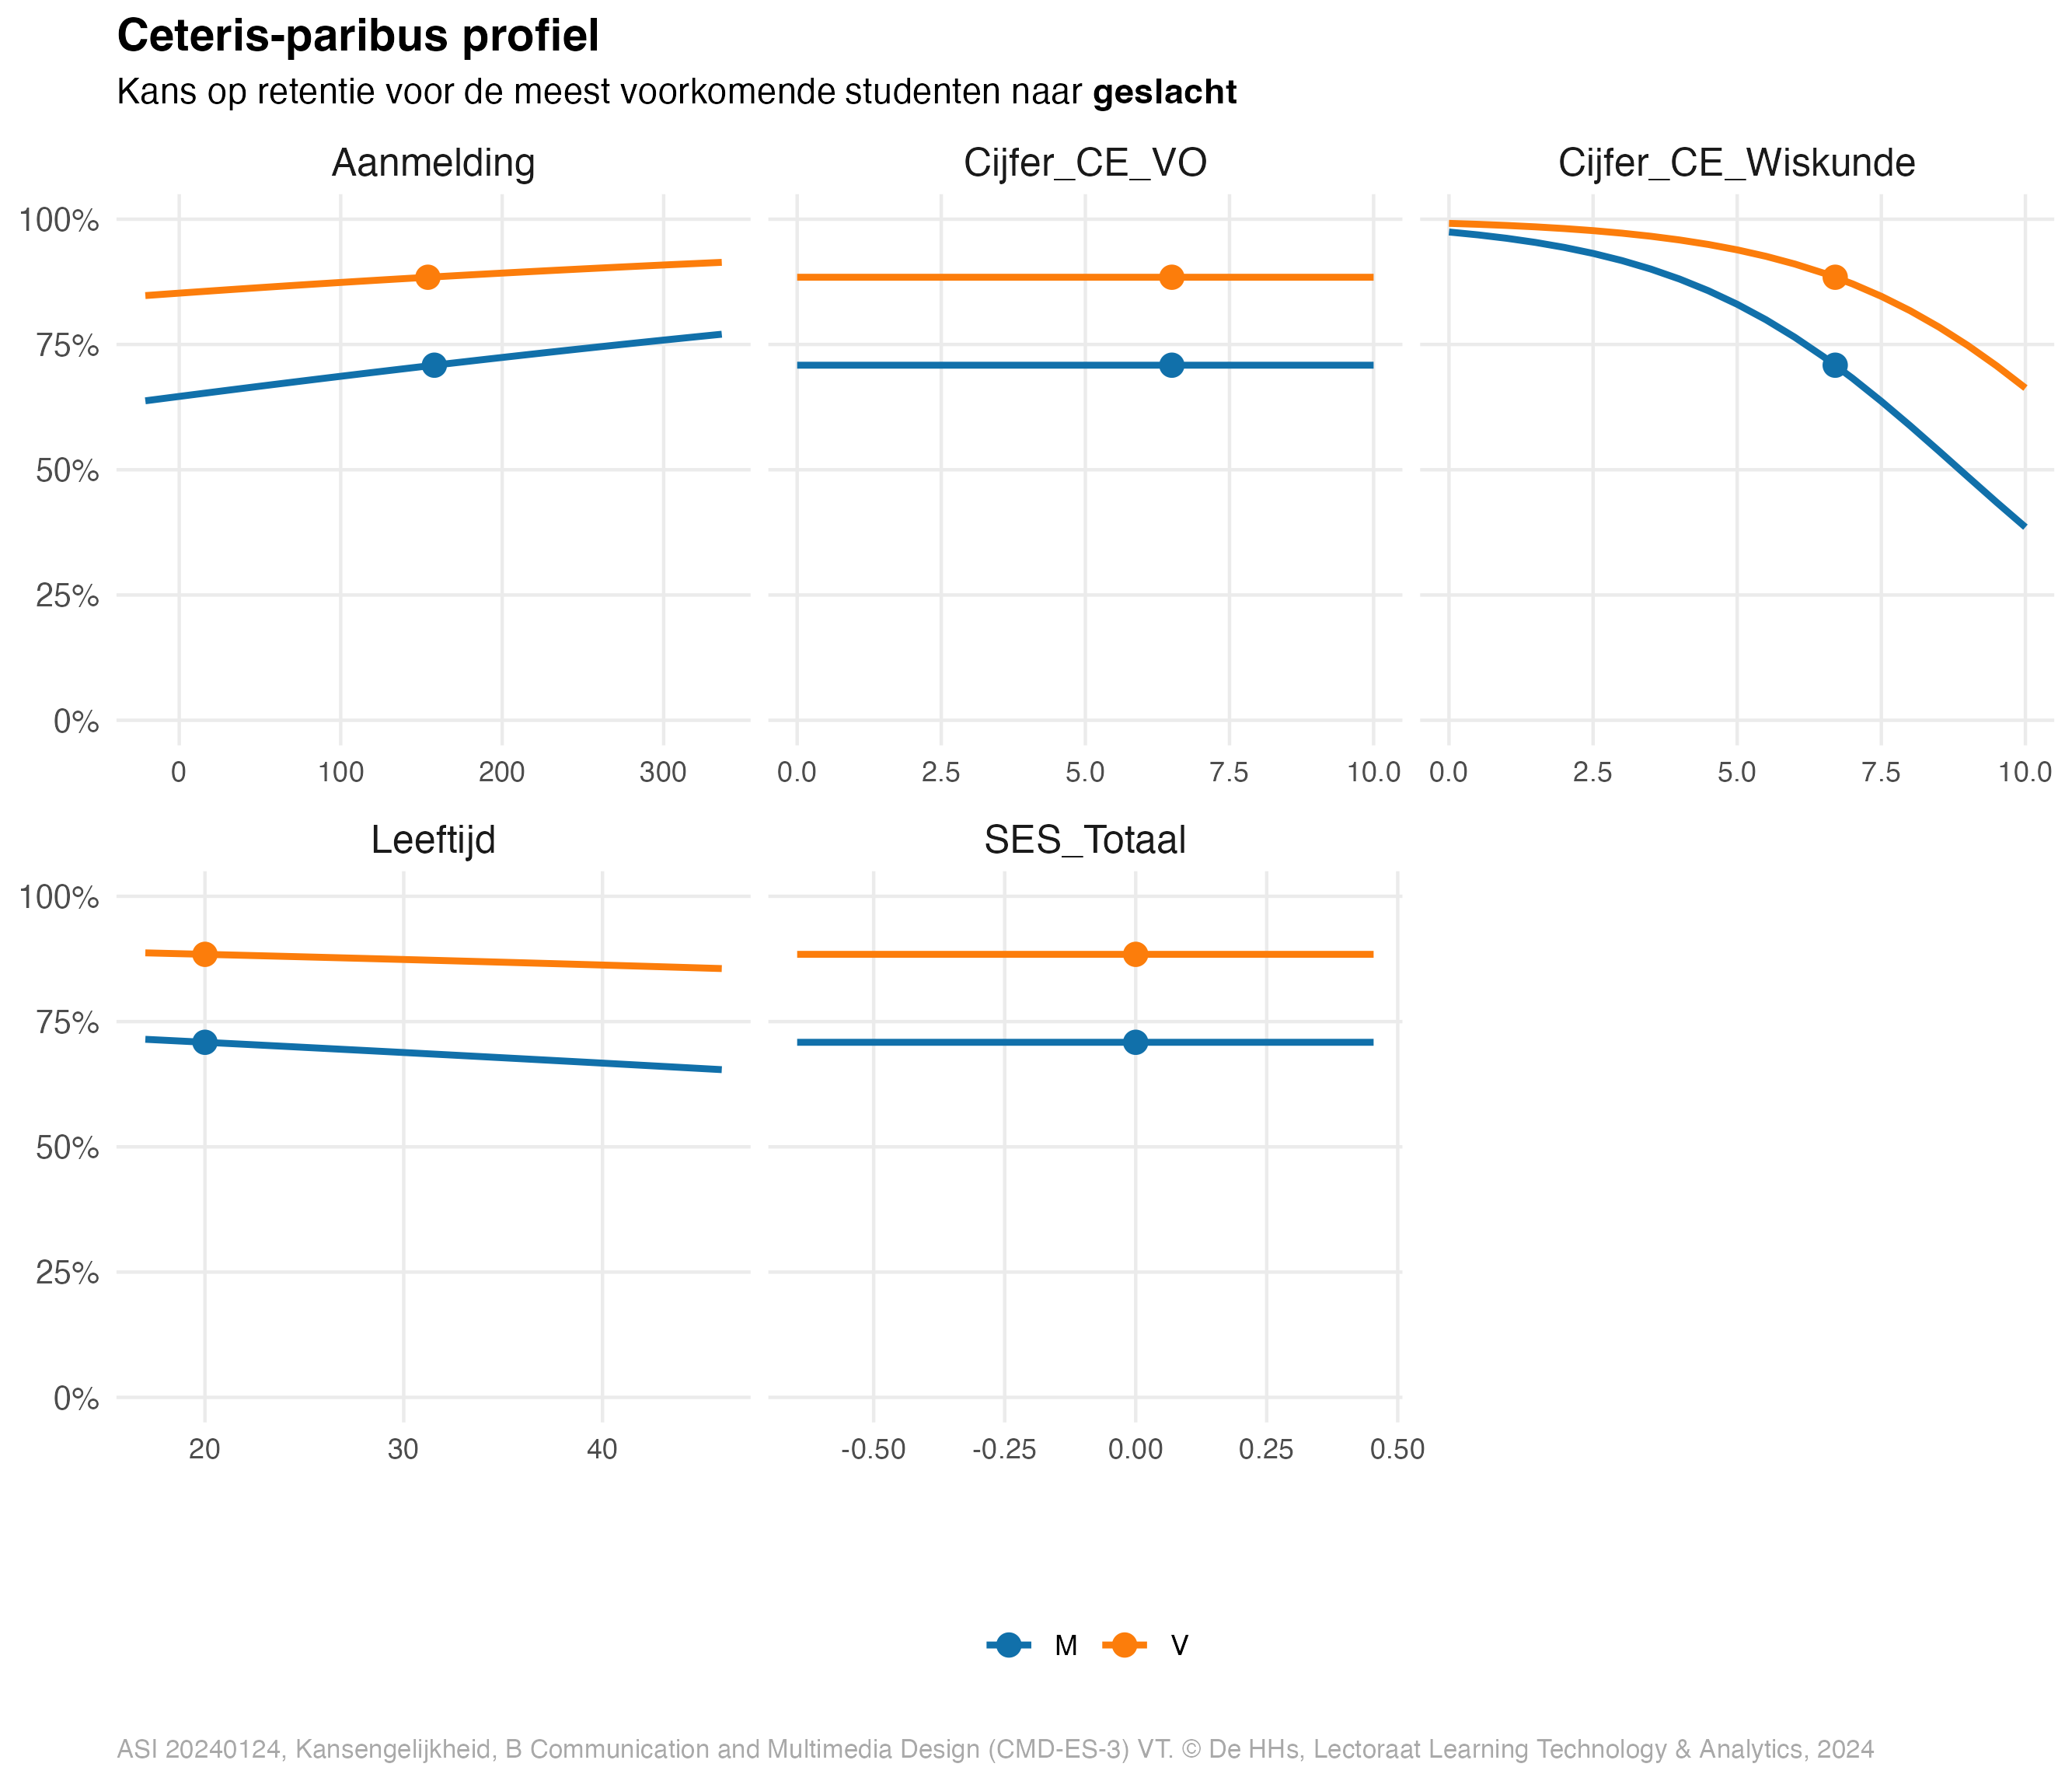 Ceteris-paribus profiel
Kans op retentie voor de meest voorkomende studenten naar geslacht
Aanmelding
Cijfer_CE_VO
Cijfer_CE_Wiskunde
100%
75%
50%
25%
0%
0 100 200 300
0.0 2.5 5.0 7.5 10.0
0.0 2.5 5.0 7.5 10.0
Leeftijd
SES_Totaal
100%
75%
50%
25%
0%
20 30 40
-0.50 -0.25 0.00 0.25 0.50
M V
ASI 20240124, Kansengelijkheid, B Communication and Multimedia Design (CMD-ES-3) VT. © De HHs, Lectoraat Learning Technology & Analytics, 2024